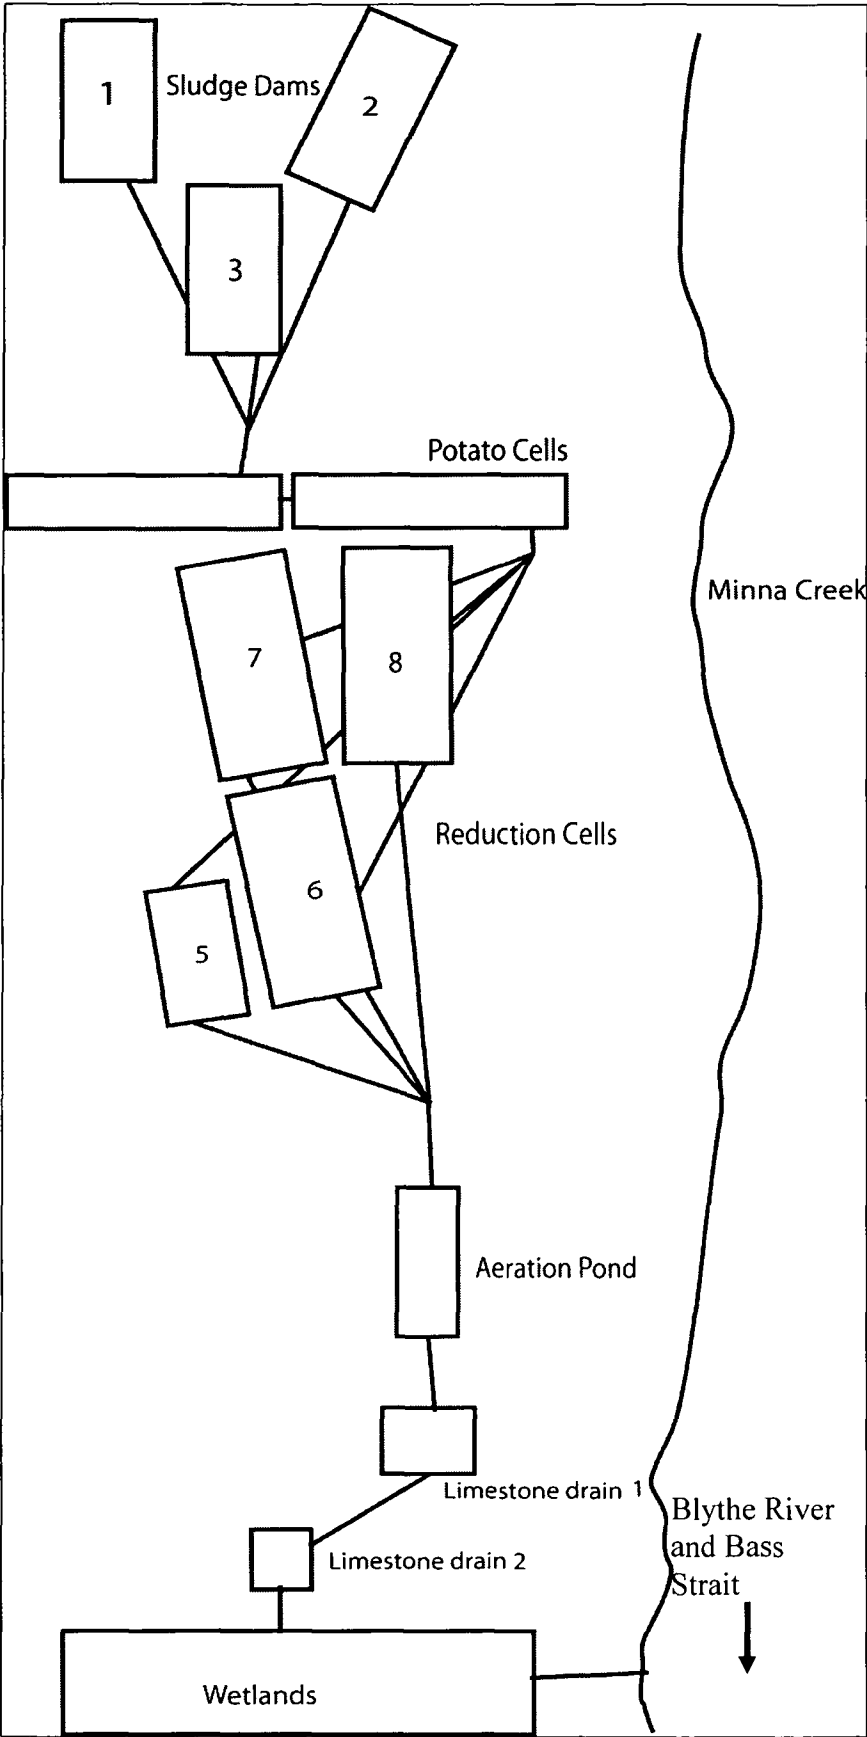 1
Sludge Dams
2
3
Potato Cells
Minna Creek
7
8
Reduction Cells
6
5
Aeration Pond
Limestone drain 1
Blythe River
and Bass
Strait
Limestone drain 2
Wetlands